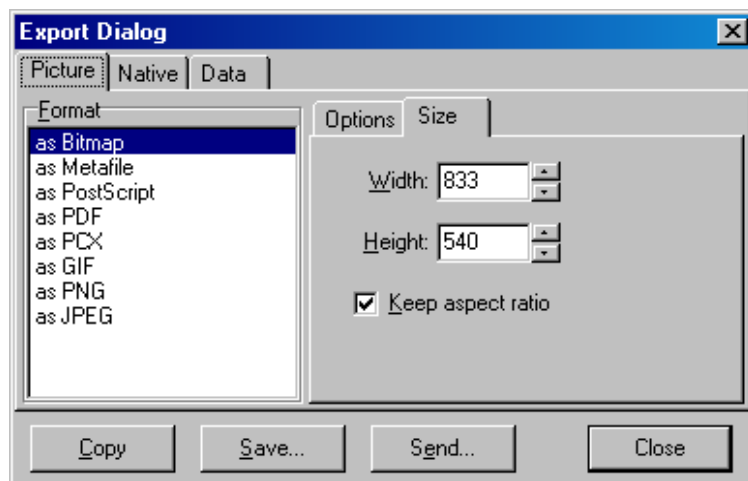 Export Dialog
Picture Native Data
Format
as Bitmap
as Metafile
as PostScript
as PDF
as PCX
as GIF
as PNG
as JPEG
Options Size
Width: 833
Height: 540
Keep aspect ratio
Copy Save... Send... Close